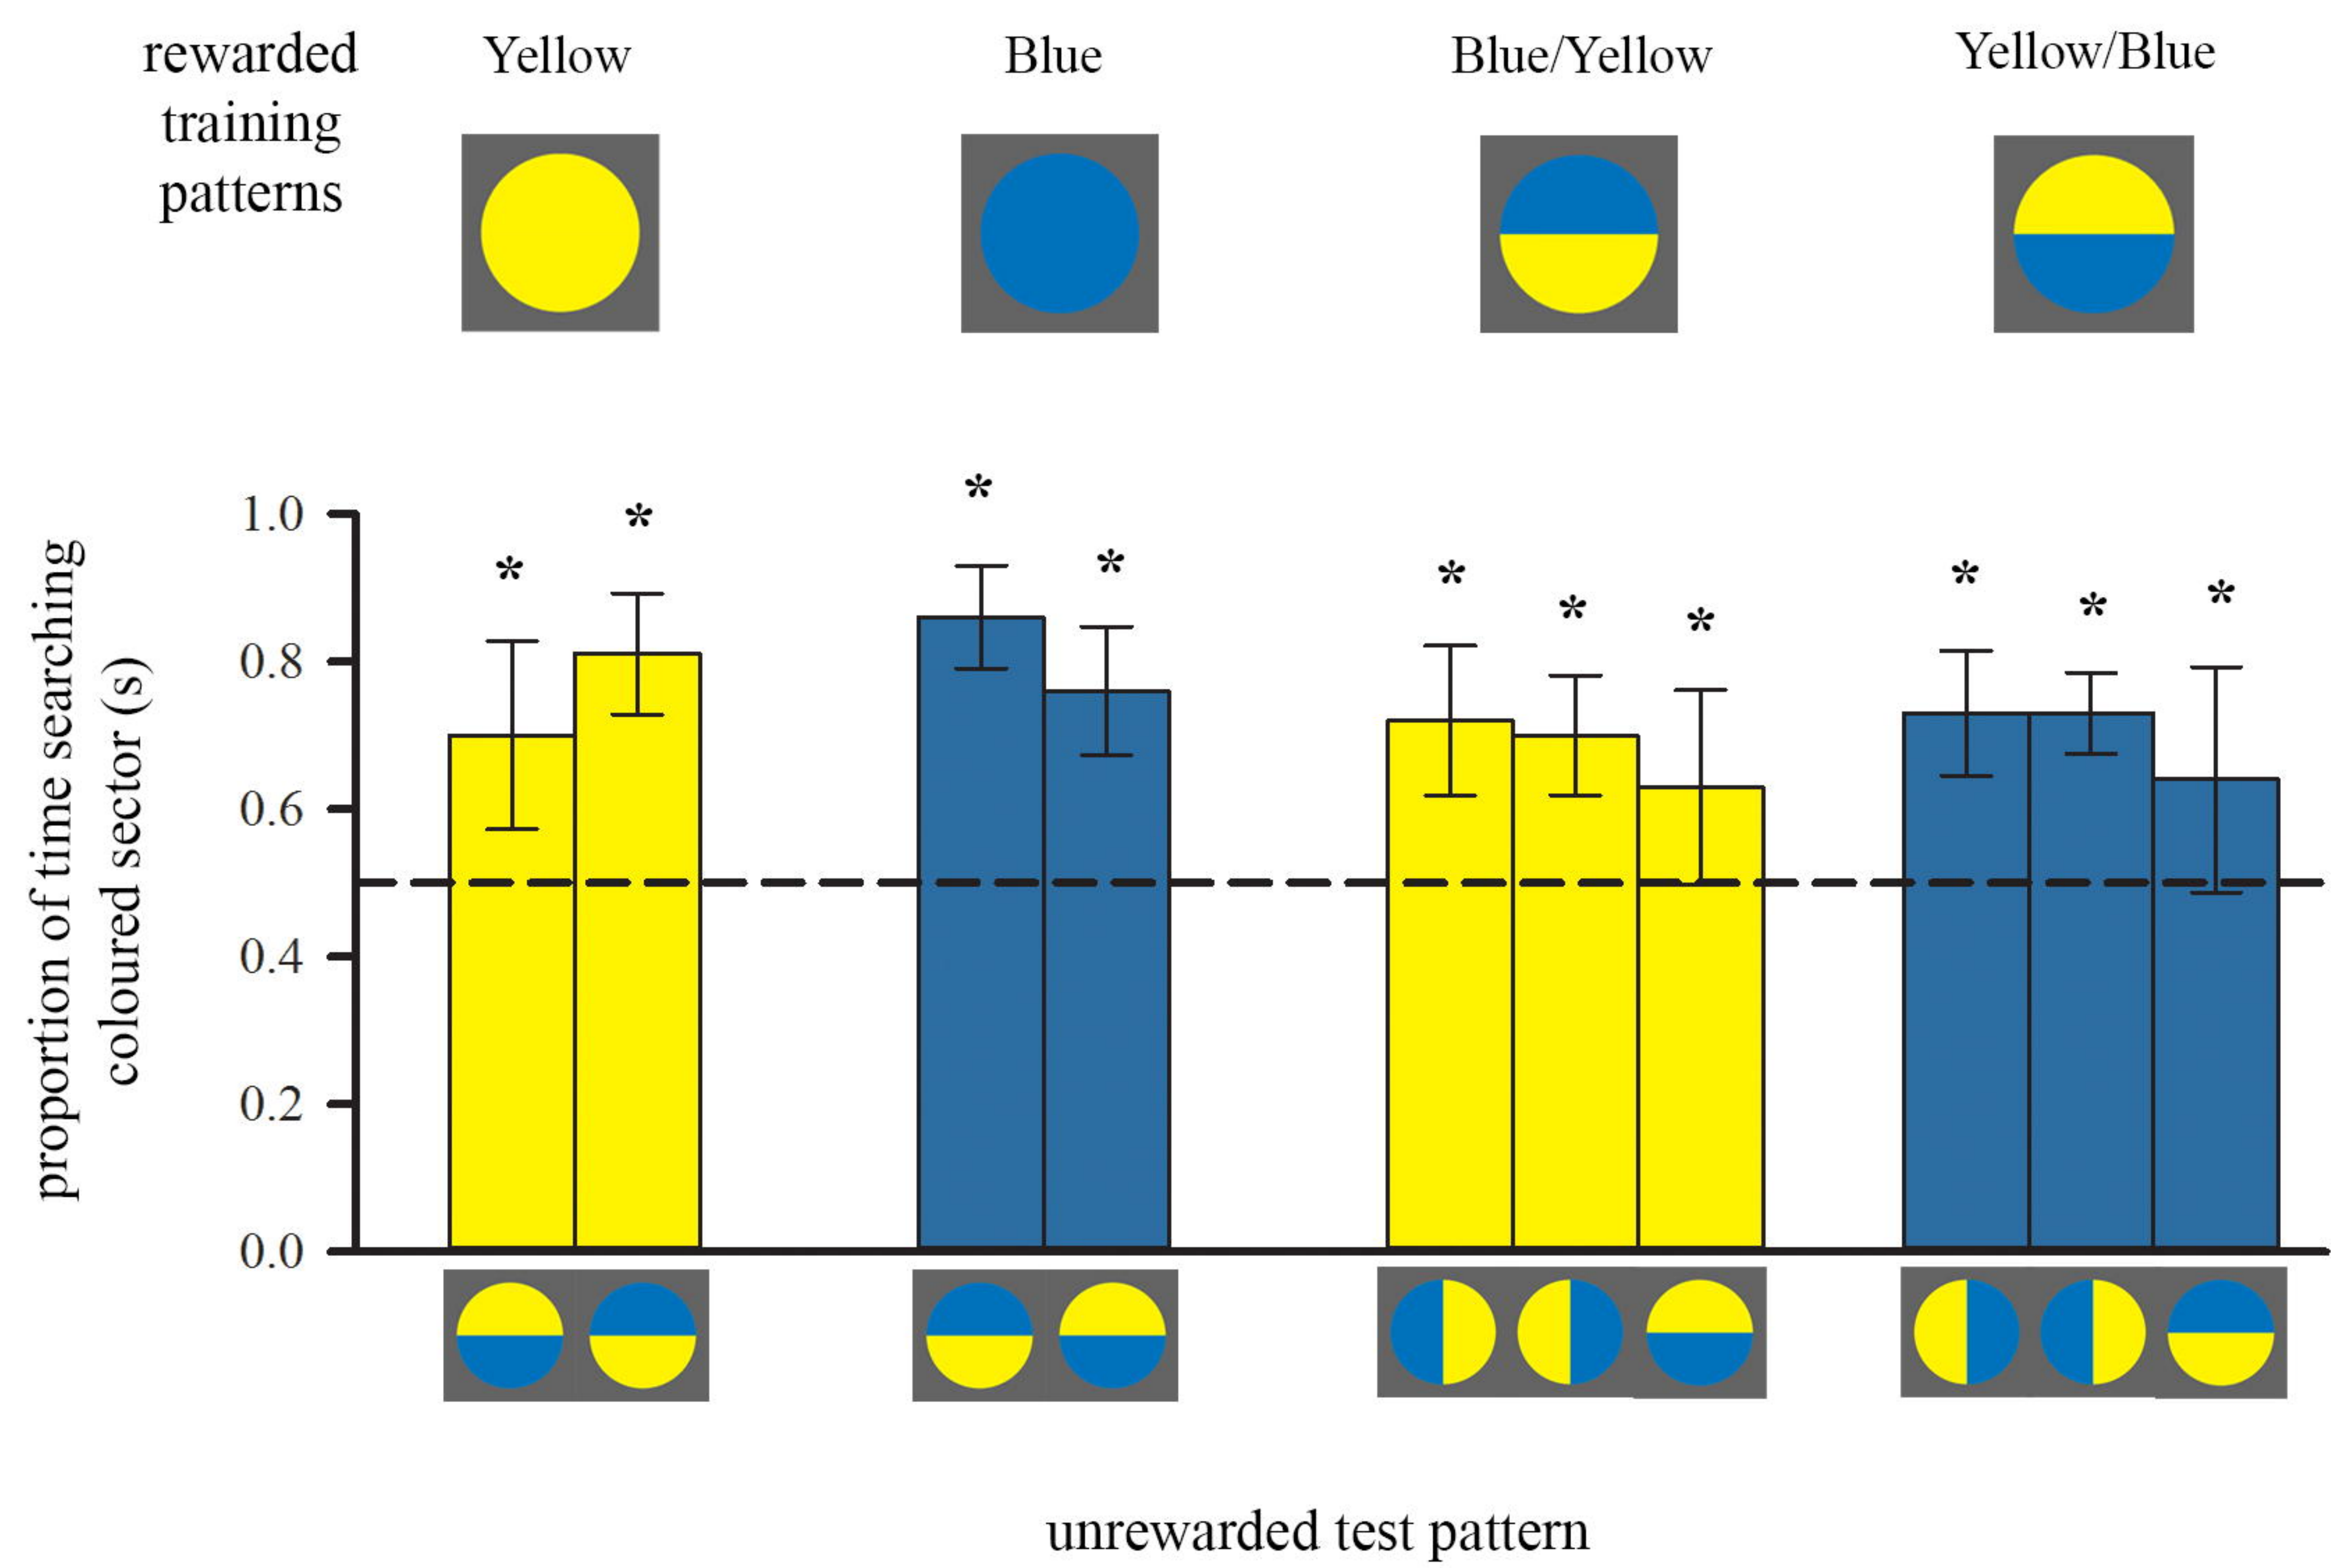 rewarded
training
patterns
Yellow
Blue
Blue/Yellow
Yellow/Blue
proportion of time searching
coloured sector (s)
1.0
0.8
0.6
0.4
0.2
0.0
*
*
*
*
*
*
*
*
*
*
unrewarded test pattern